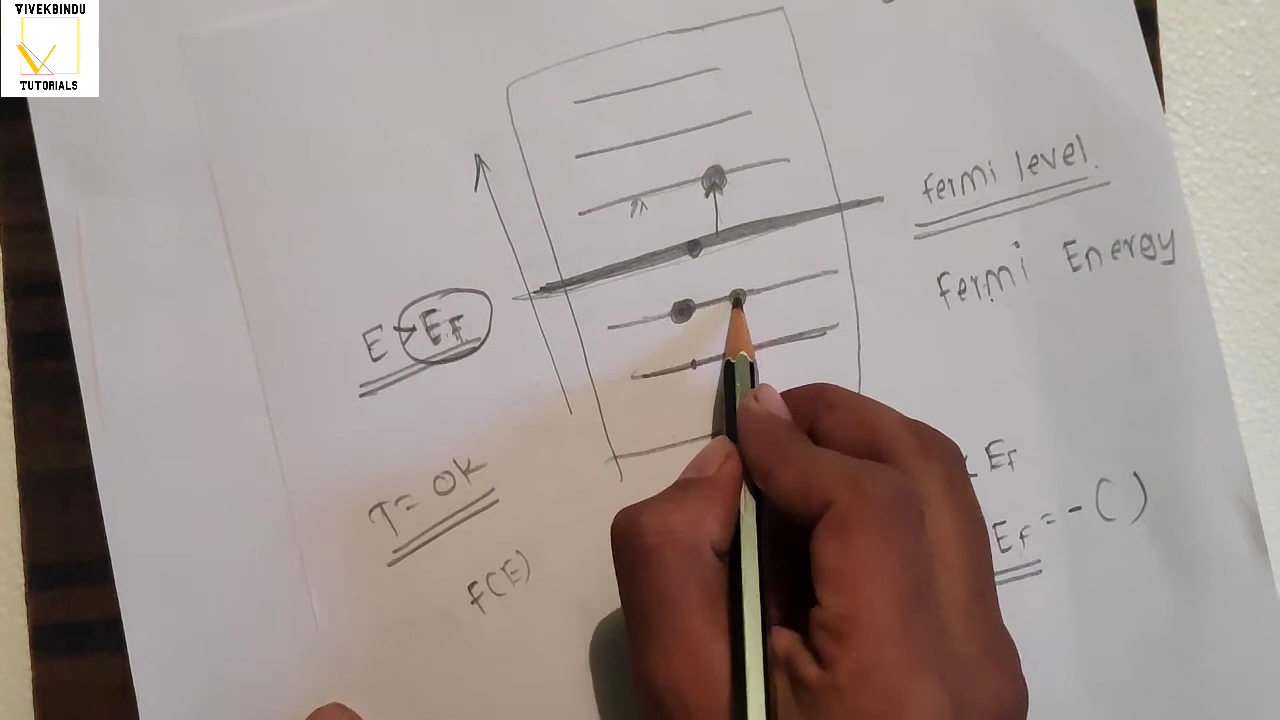 VIVEKBINDU
TUTORIALS
fermi level.
fermi Energy
E > EF
T = 0K
f(E)
< Ef
Ef = - ( )